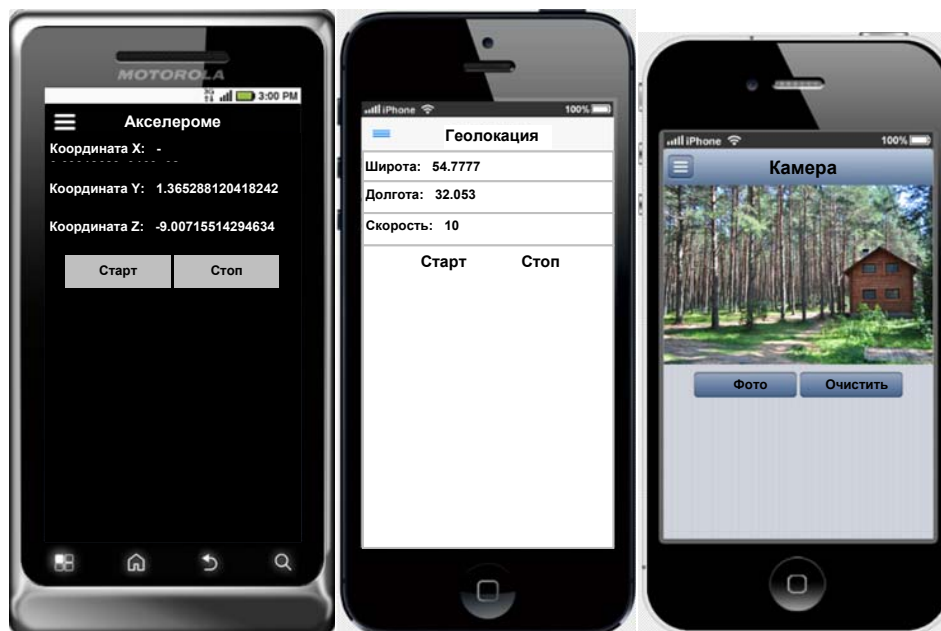 MOTOROLA
3G 3:00 PM
Акселероме
Координата X: -
Координата Y: 1.365288120418242
Координата Z: -9.00715514294634
Старт Стоп
iPhone 100%
Геолокация
Широта: 54.7777
Долгота: 32.053
Скорость: 10
Старт Стоп
iPhone 100%
Камера
Фото Очистить